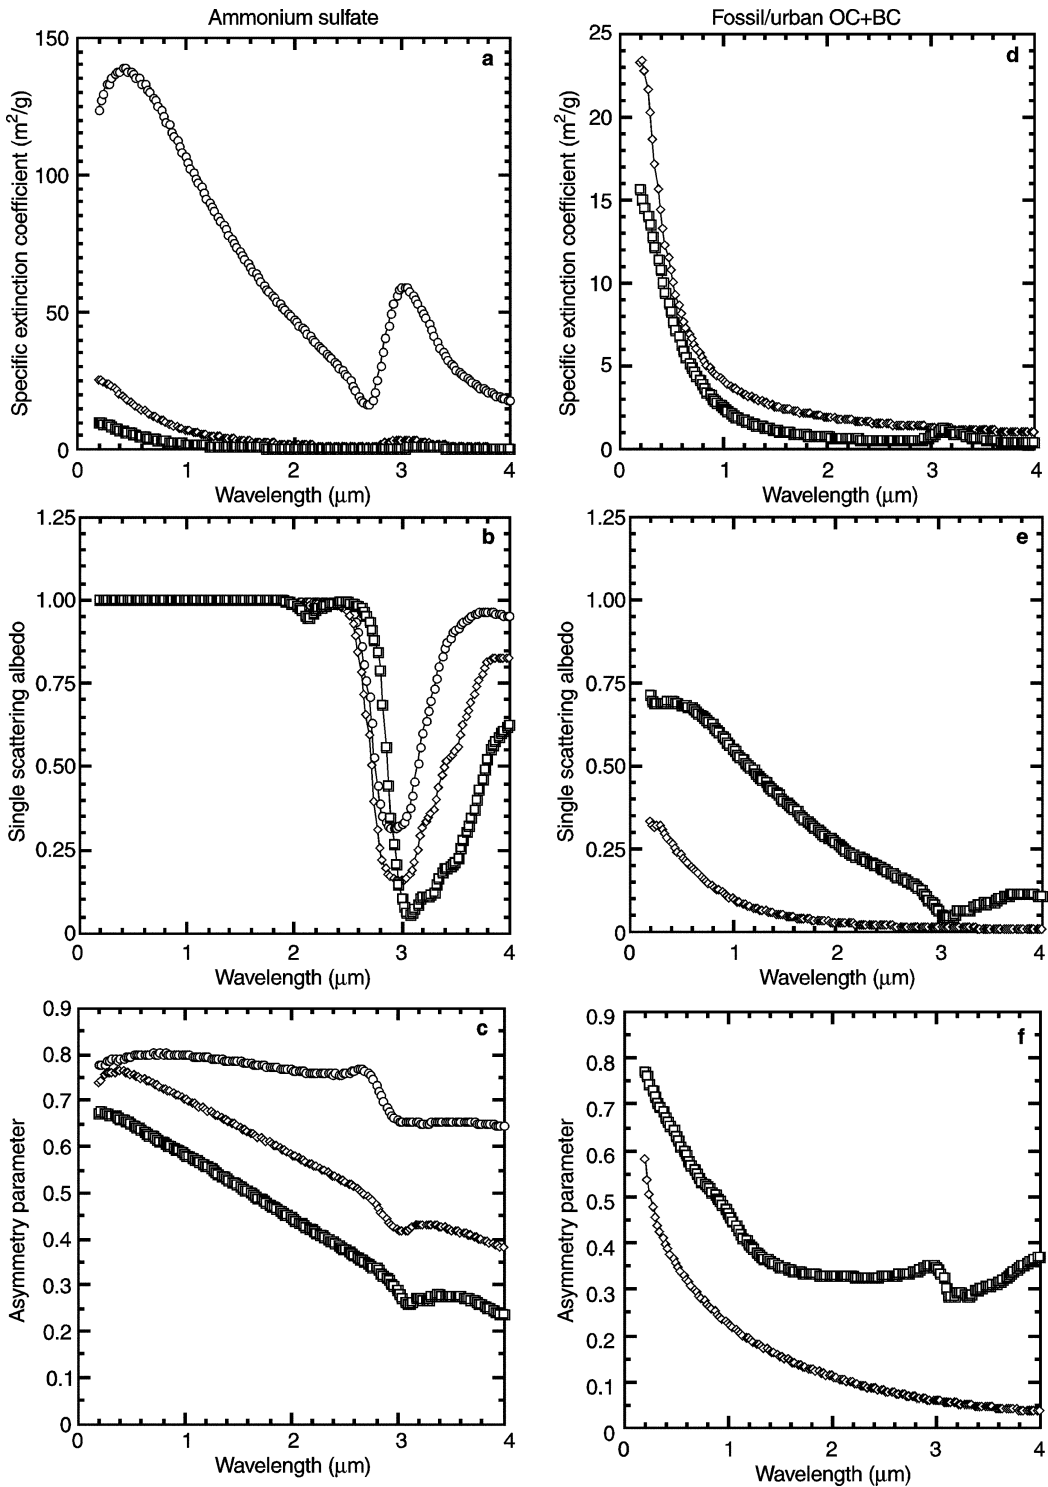 Ammonium sulfate
a
Specific extinction coefficient (m2/g)
150
100
50
0
0 1 2 3 4
Wavelength (μm)
Fossil/urban OC+BC
d
Specific extinction coefficient (m2/g)
25
20
15
10
5
0
0 1 2 3 4
Wavelength (μm)
b
Single scattering albedo
1.25
1.00
0.75
0.50
0.25
0
0 1 2 3 4
Wavelength (μm)
e
Single scattering albedo
1.25
1.00
0.75
0.50
0.25
0
0 1 2 3 4
Wavelength (μm)
c
Asymmetry parameter
0.9
0.8
0.7
0.6
0.5
0.4
0.3
0.2
0.1
0
0 1 2 3 4
Wavelength (μm)
f
Asymmetry parameter
0.9
0.8
0.7
0.6
0.5
0.4
0.3
0.2
0.1
0
0 1 2 3 4
Wavelength (μm)